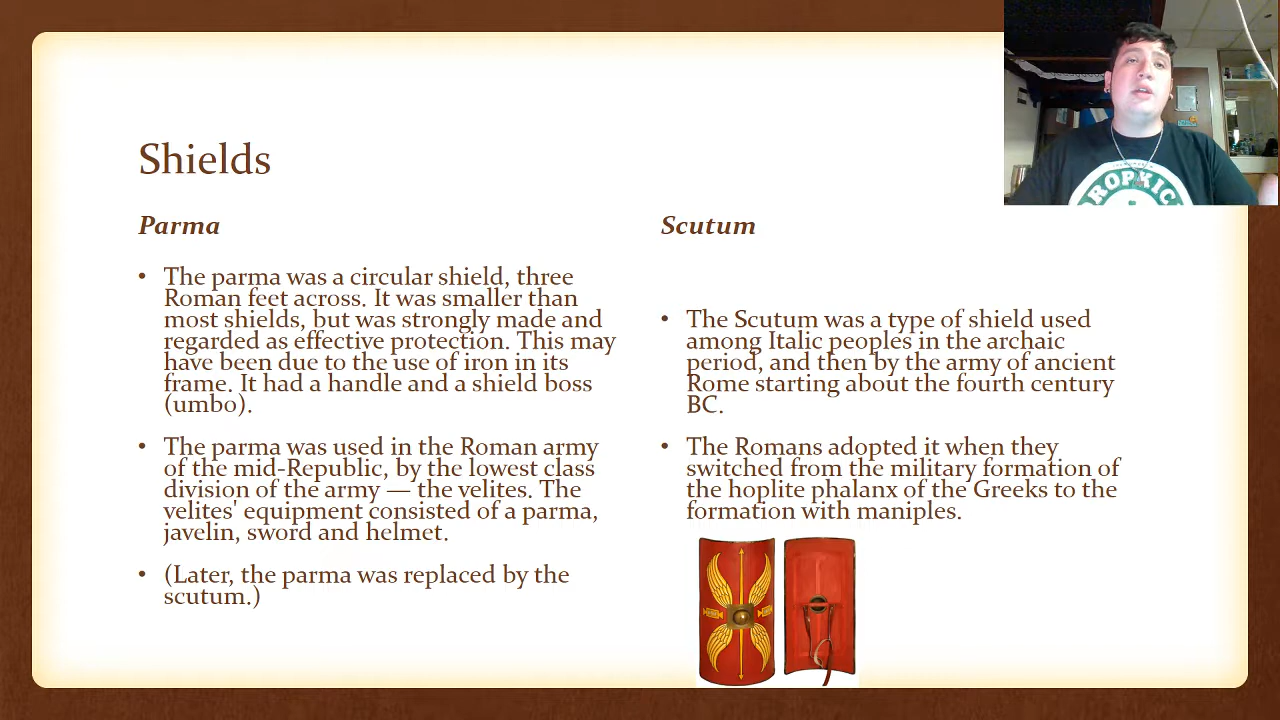 Shields
Parma
• The parma was a circular shield, three
Roman feet across. It was smaller than
most shields, but was strongly made and
regarded as effective protection. This may
have been due to the use of iron in its
frame. It had a handle and a shield boss
(umbo).
• The parma was used in the Roman army
of the mid-Republic, by the lowest class
division of the army — the velites. The
velites' equipment consisted of a parma,
javelin, sword and helmet.
• (Later, the parma was replaced by the
scutum.)
Scutum
• The Scutum was a type of shield used
among Italic peoples in the archaic
period, and then by the army of ancient
Rome starting about the fourth century
BC.
• The Romans adopted it when they
switched from the military formation of
the hoplite phalanx of the Greeks to the
formation with maniples.
ROPKIC